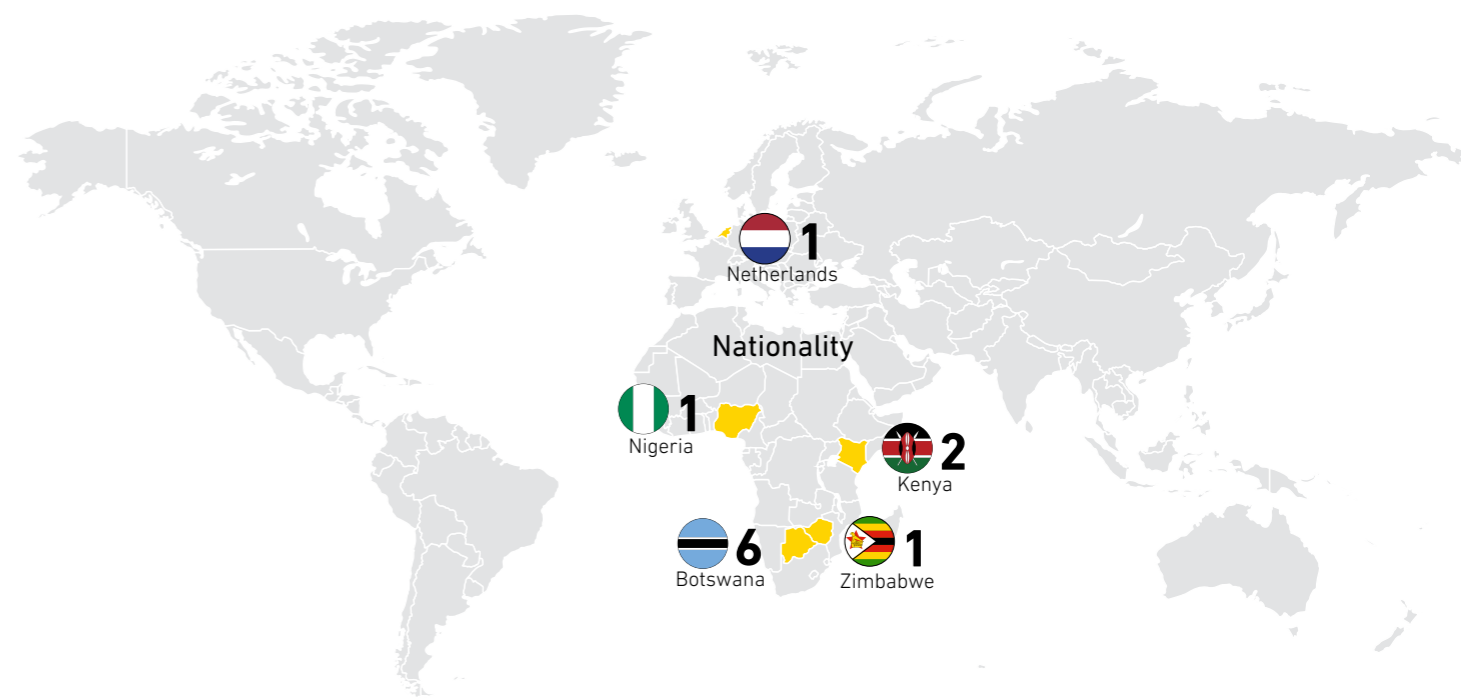 1
Netherlands
Nationality
1
Nigeria
2
Kenya
6
Botswana
1
Zimbabwe